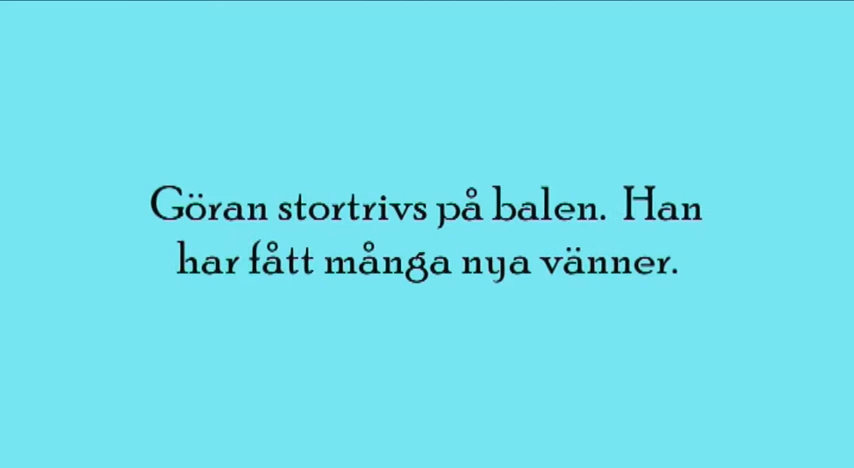 Göran stortrivs på balen. Han
har fått många nya vänner.